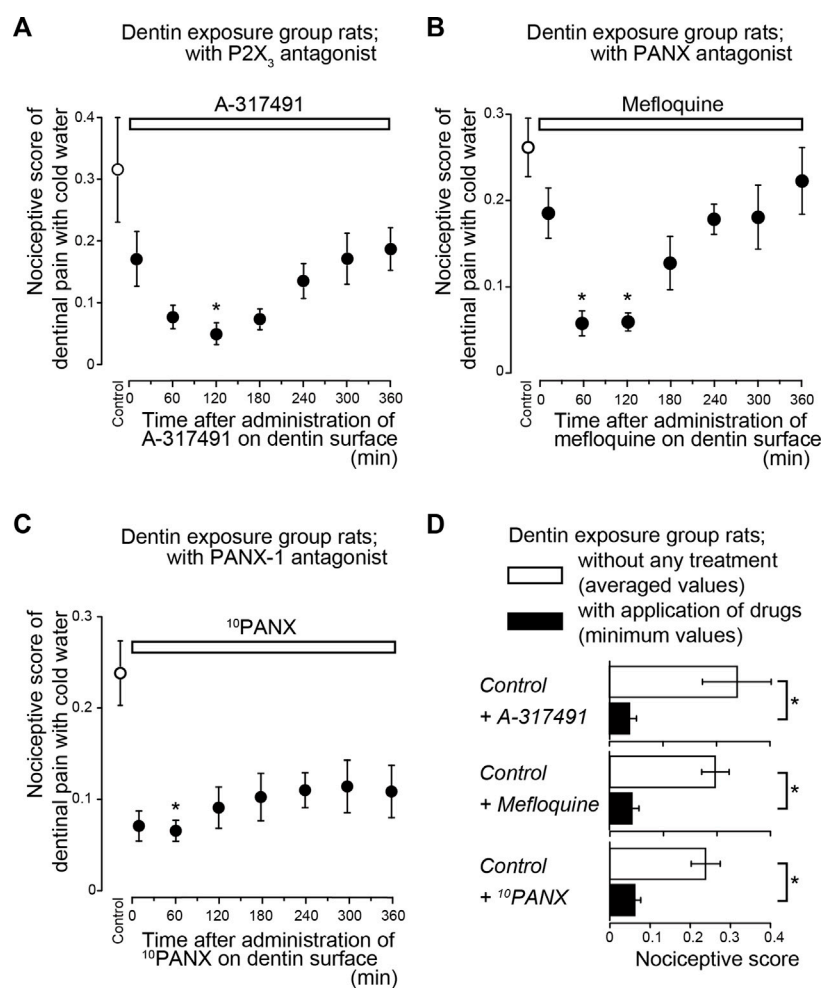 A
Dentin exposure group rats;
with P2X3 antagonist
A-317491
Nociceptive score of
dentinal pain with cold water
0.4
0.3
0.2
0.1
0
Control
0
60
120
180
240
300
360
*
Time after administration of
A-317491 on dentin surface
(min)
B
Dentin exposure group rats;
with PANX antagonist
Mefloquine
Nociceptive score of
dentinal pain with cold water
0.3
0.2
0.1
0
Control
0
60
120
180
240
300
360
*
*
Time after administration of
mefloquine on dentin surface
(min)
C
Dentin exposure group rats;
with PANX-1 antagonist
10PANX
Nociceptive score of
dentinal pain with cold water
0.3
0.2
0.1
0
Control
0
60
120
180
240
300
360
*
Time after administration of
10PANX on dentin surface
(min)
D
Dentin exposure group rats;
without any treatment
(averaged values)
with application of drugs
(minimum values)
Control
+ A-317491
*
Control
+ Mefloquine
*
Control
+ 10PANX
*
0
0.1
0.2
0.3
0.4
Nociceptive score